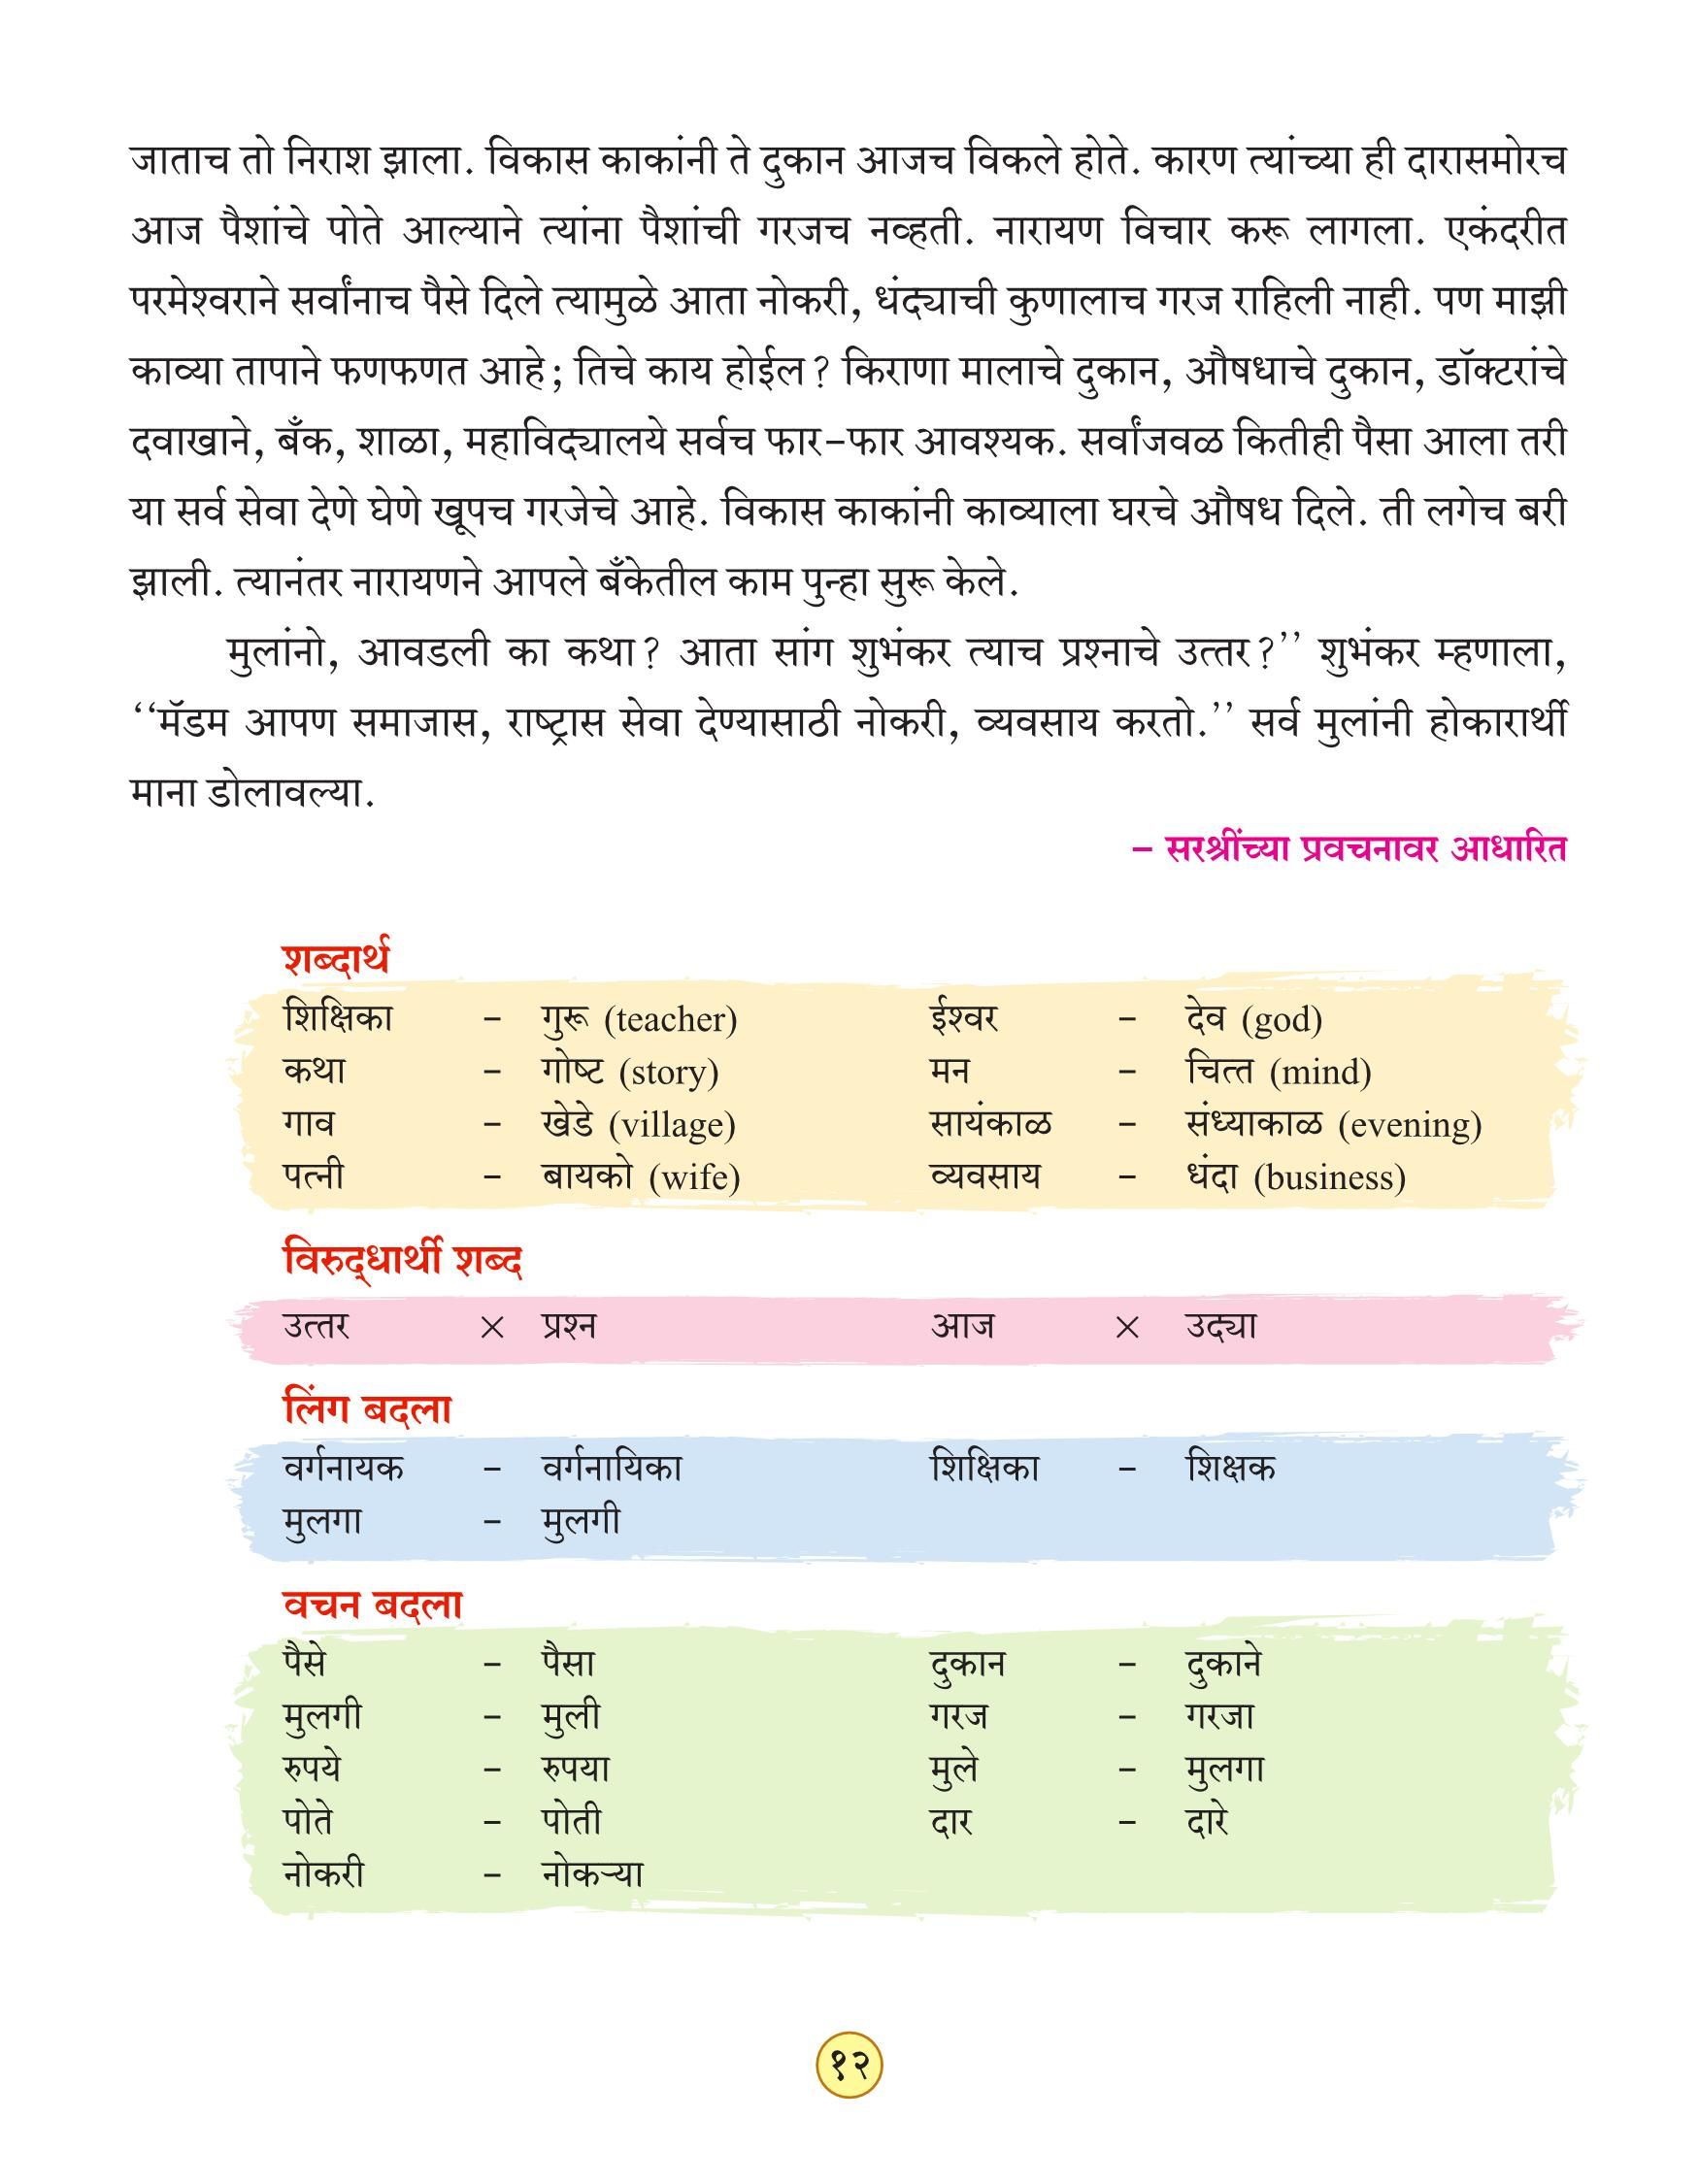 जाताच तो निराश झाला. विकास काकांनी ते दुकान आजच विकले होते. कारण त्यांच्या ही दारासमोरच
आज पैशांचे पोते आल्याने त्यांना पैशांची गरजच नव्हती. नारायण विचार करू लागला. एकंदरीत
परमेश्वराने सर्वांनाच पैसे दिले त्यामुळे आता नोकरी, धंद्याची कुणालाच गरज राहिली नाही. पण माझी
काव्या तापाने फणफणत आहे; तिचे काय होईल? किराणा मालाचे दुकान, औषधाचे दुकान, डॉक्टरांचे
दवाखाने, बँक, शाळा, महाविद्यालये सर्वच फार-फार आवश्यक. सर्वांजवळ कितीही पैसा आला तरी
या सर्व सेवा देणे घेणे खूपच गरजेचे आहे. विकास काकांनी काव्याला घरचे औषध दिले. ती लगेच बरी
झाली. त्यानंतर नारायणने आपले बँकेतील काम पुन्हा सुरू केले.
मुलांनो, आवडली का कथा? आता सांग शुभंकर त्याच प्रश्नाचे उत्तर?’’ शुभंकर म्हणाला,
‘‘मॅडम आपण समाजास, राष्ट्रास सेवा देण्यासाठी नोकरी, व्यवसाय करतो.’’ सर्व मुलांनी होकारार्थी
माना डोलावल्या.
– सरश्रींच्या प्रवचनावर आधारित
शब्दार्थ
शिक्षिका – गुरू (teacher) ईश्वर – देव (god)
कथा – गोष्ट (story) मन – चित्त (mind)
गाव – खेडे (village) सायंकाळ – संध्याकाळ (evening)
पत्नी – बायको (wife) व्यवसाय – धंदा (business)
विरुद्धार्थी शब्द
उत्तर × प्रश्न आज × उद्या
लिंग बदला
वर्गनायक – वर्गनायिका शिक्षिका – शिक्षक
मुलगा – मुलगी
वचन बदला
पैसे – पैसा दुकान – दुकाने
मुलगी – मुली गरज – गरजा
रुपये – रुपया मुले – मुलगा
पोते – पोती दार – दारे
नोकरी – नोकऱ्या
१२